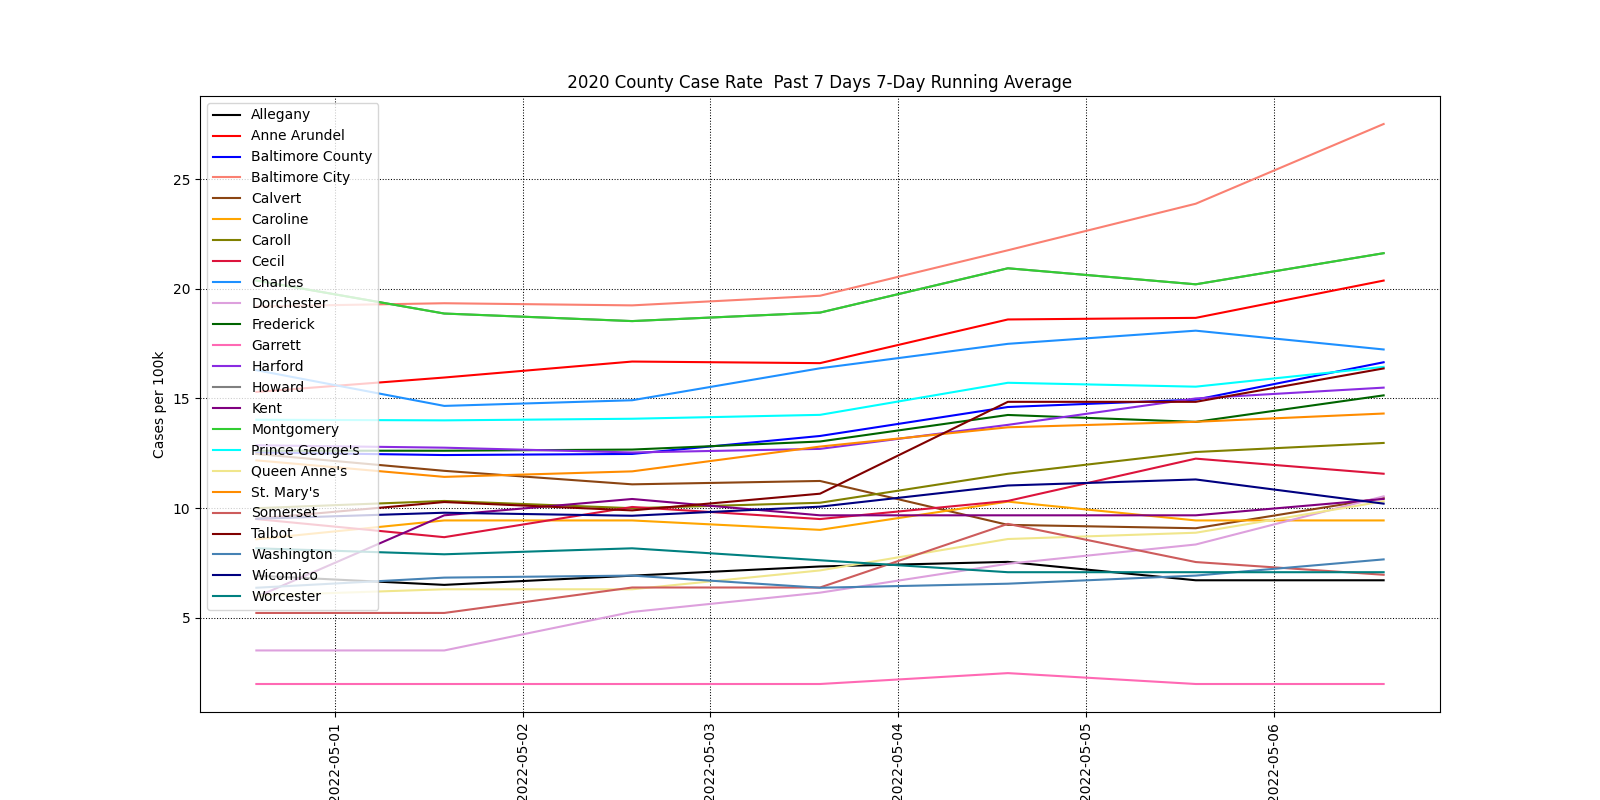 2020 County Case Rate  Past 7 Days 7-Day Running Average
Cases per 100k
25
20
15
10
5
Allegany
Anne Arundel
Baltimore County
Baltimore City
Calvert
Caroline
Caroll
Cecil
Charles
Dorchester
Frederick
Garrett
Harford
Howard
Kent
Montgomery
Prince George's
Queen Anne's
St. Mary's
Somerset
Talbot
Washington
Wicomico
Worcester
2022-05-01
2022-05-02
2022-05-03
2022-05-04
2022-05-05
2022-05-06